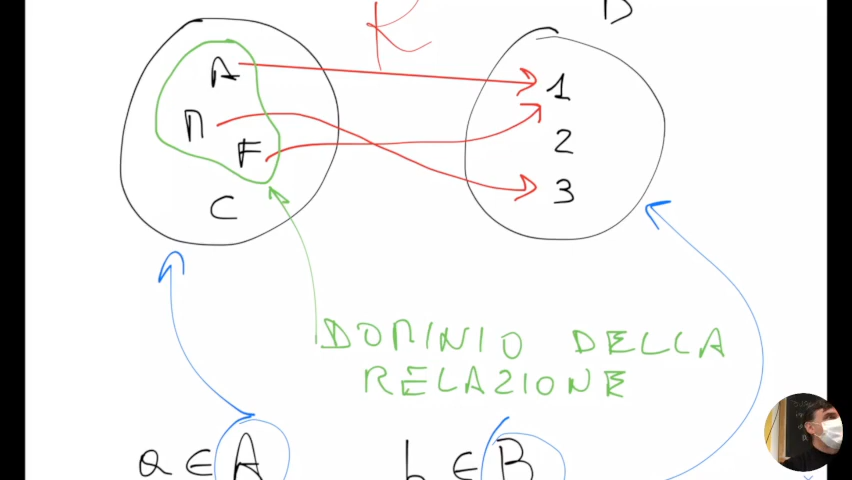 R
A
1
M
2
F
3
C
DOMINIO DELLA
RELAZIONE
a ∈ A
b ∈ B